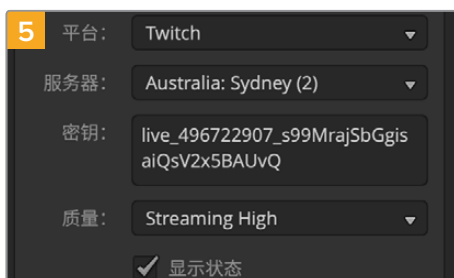 5
平台： Twitch
服务器： Australia: Sydney (2)
密钥： live_496722907_s99MrajSbGgis
aiQsV2x5BAUvQ
质量： Streaming High
显示状态